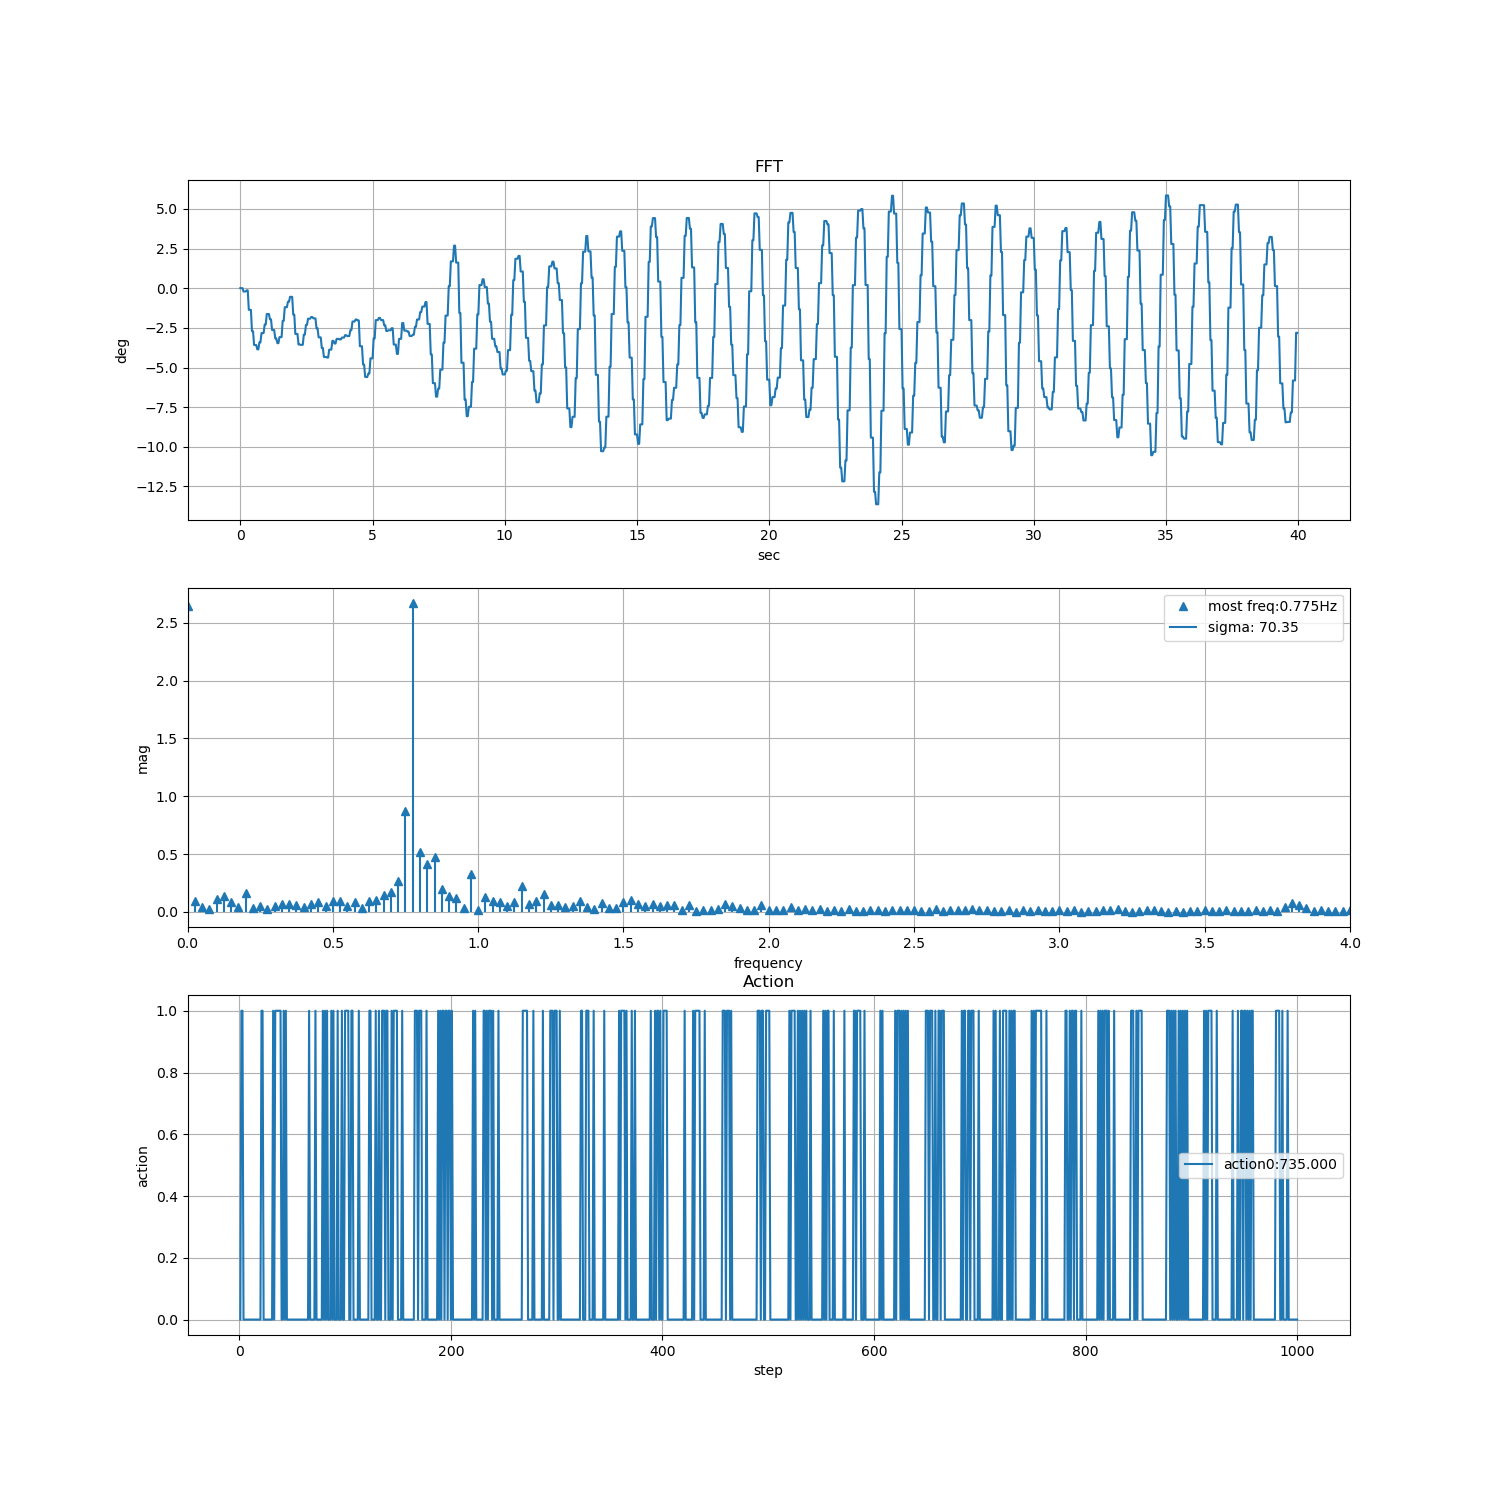 FFT
5.0
2.5
0.0
−2.5
−5.0
−7.5
−10.0
−12.5
deg
0 5 10 15 20 25 30 35 40
sec
most freq:0.775Hz
sigma: 70.35
2.5
2.0
1.5
1.0
0.5
0.0
mag
0.0 0.5 1.0 1.5 2.0 2.5 3.0 3.5 4.0
frequency
Action
1.0
0.8
0.6
0.4
0.2
0.0
action
action0:735.000
0 200 400 600 800 1000
step